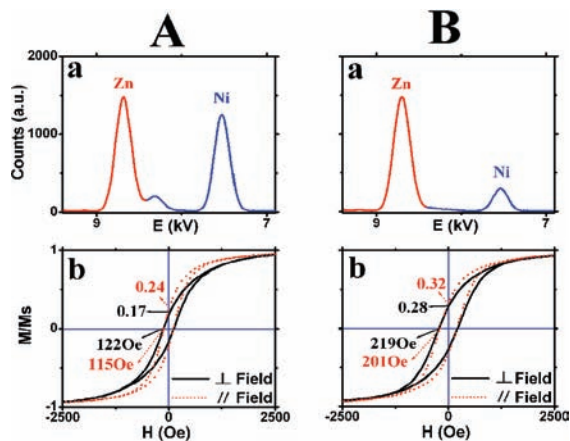 A
B
a
a
2000
Zn
Zn
Ni
Counts (a.u.)
1000
Ni
0
9
E (kV)
7
9
E (kV)
7
1
b
b
0.24
0.32
0.17
0.28
M/Ms
0
122Oe
219Oe
115Oe
201Oe
⊥ Field
⊥ Field
// Field
// Field
-1
-2500
0
2500
-2500
0
2500
H (Oe)
H (Oe)